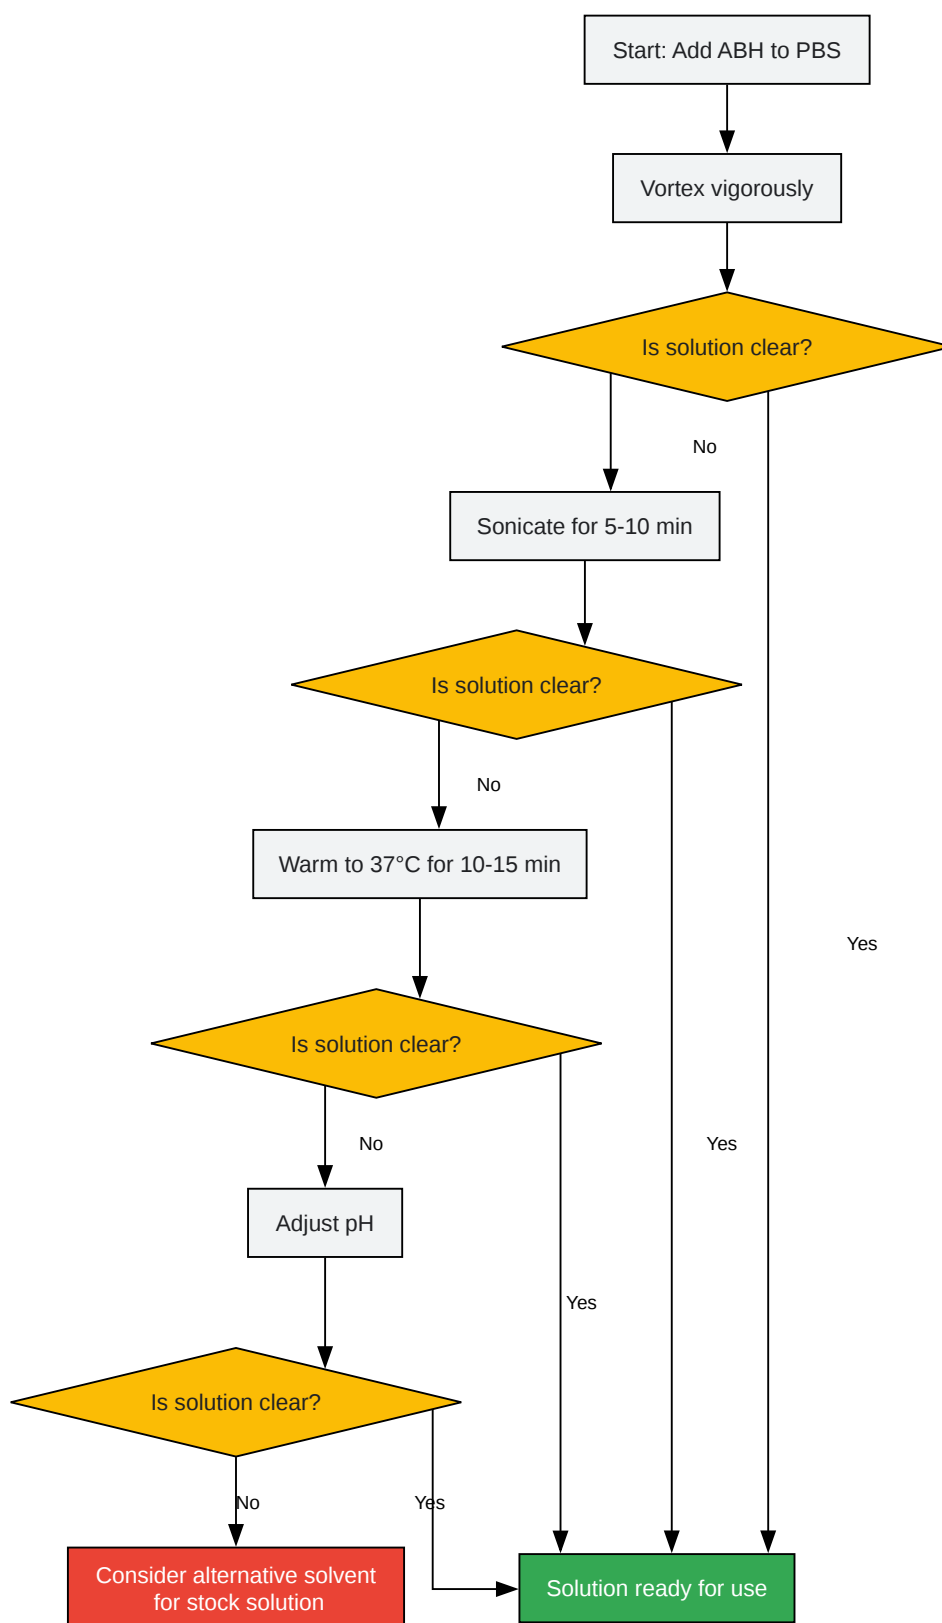 Start: Add ABH to PBS
Vortex vigorously
Is solution clear?
No
Sonicate for 5-10 min
Is solution clear?
No
Warm to 37°C for 10-15 min
Yes
Is solution clear?
No
Yes
Adjust pH
Yes
Is solution clear?
No
Yes
Consider alternative solvent
for stock solution
Solution ready for use